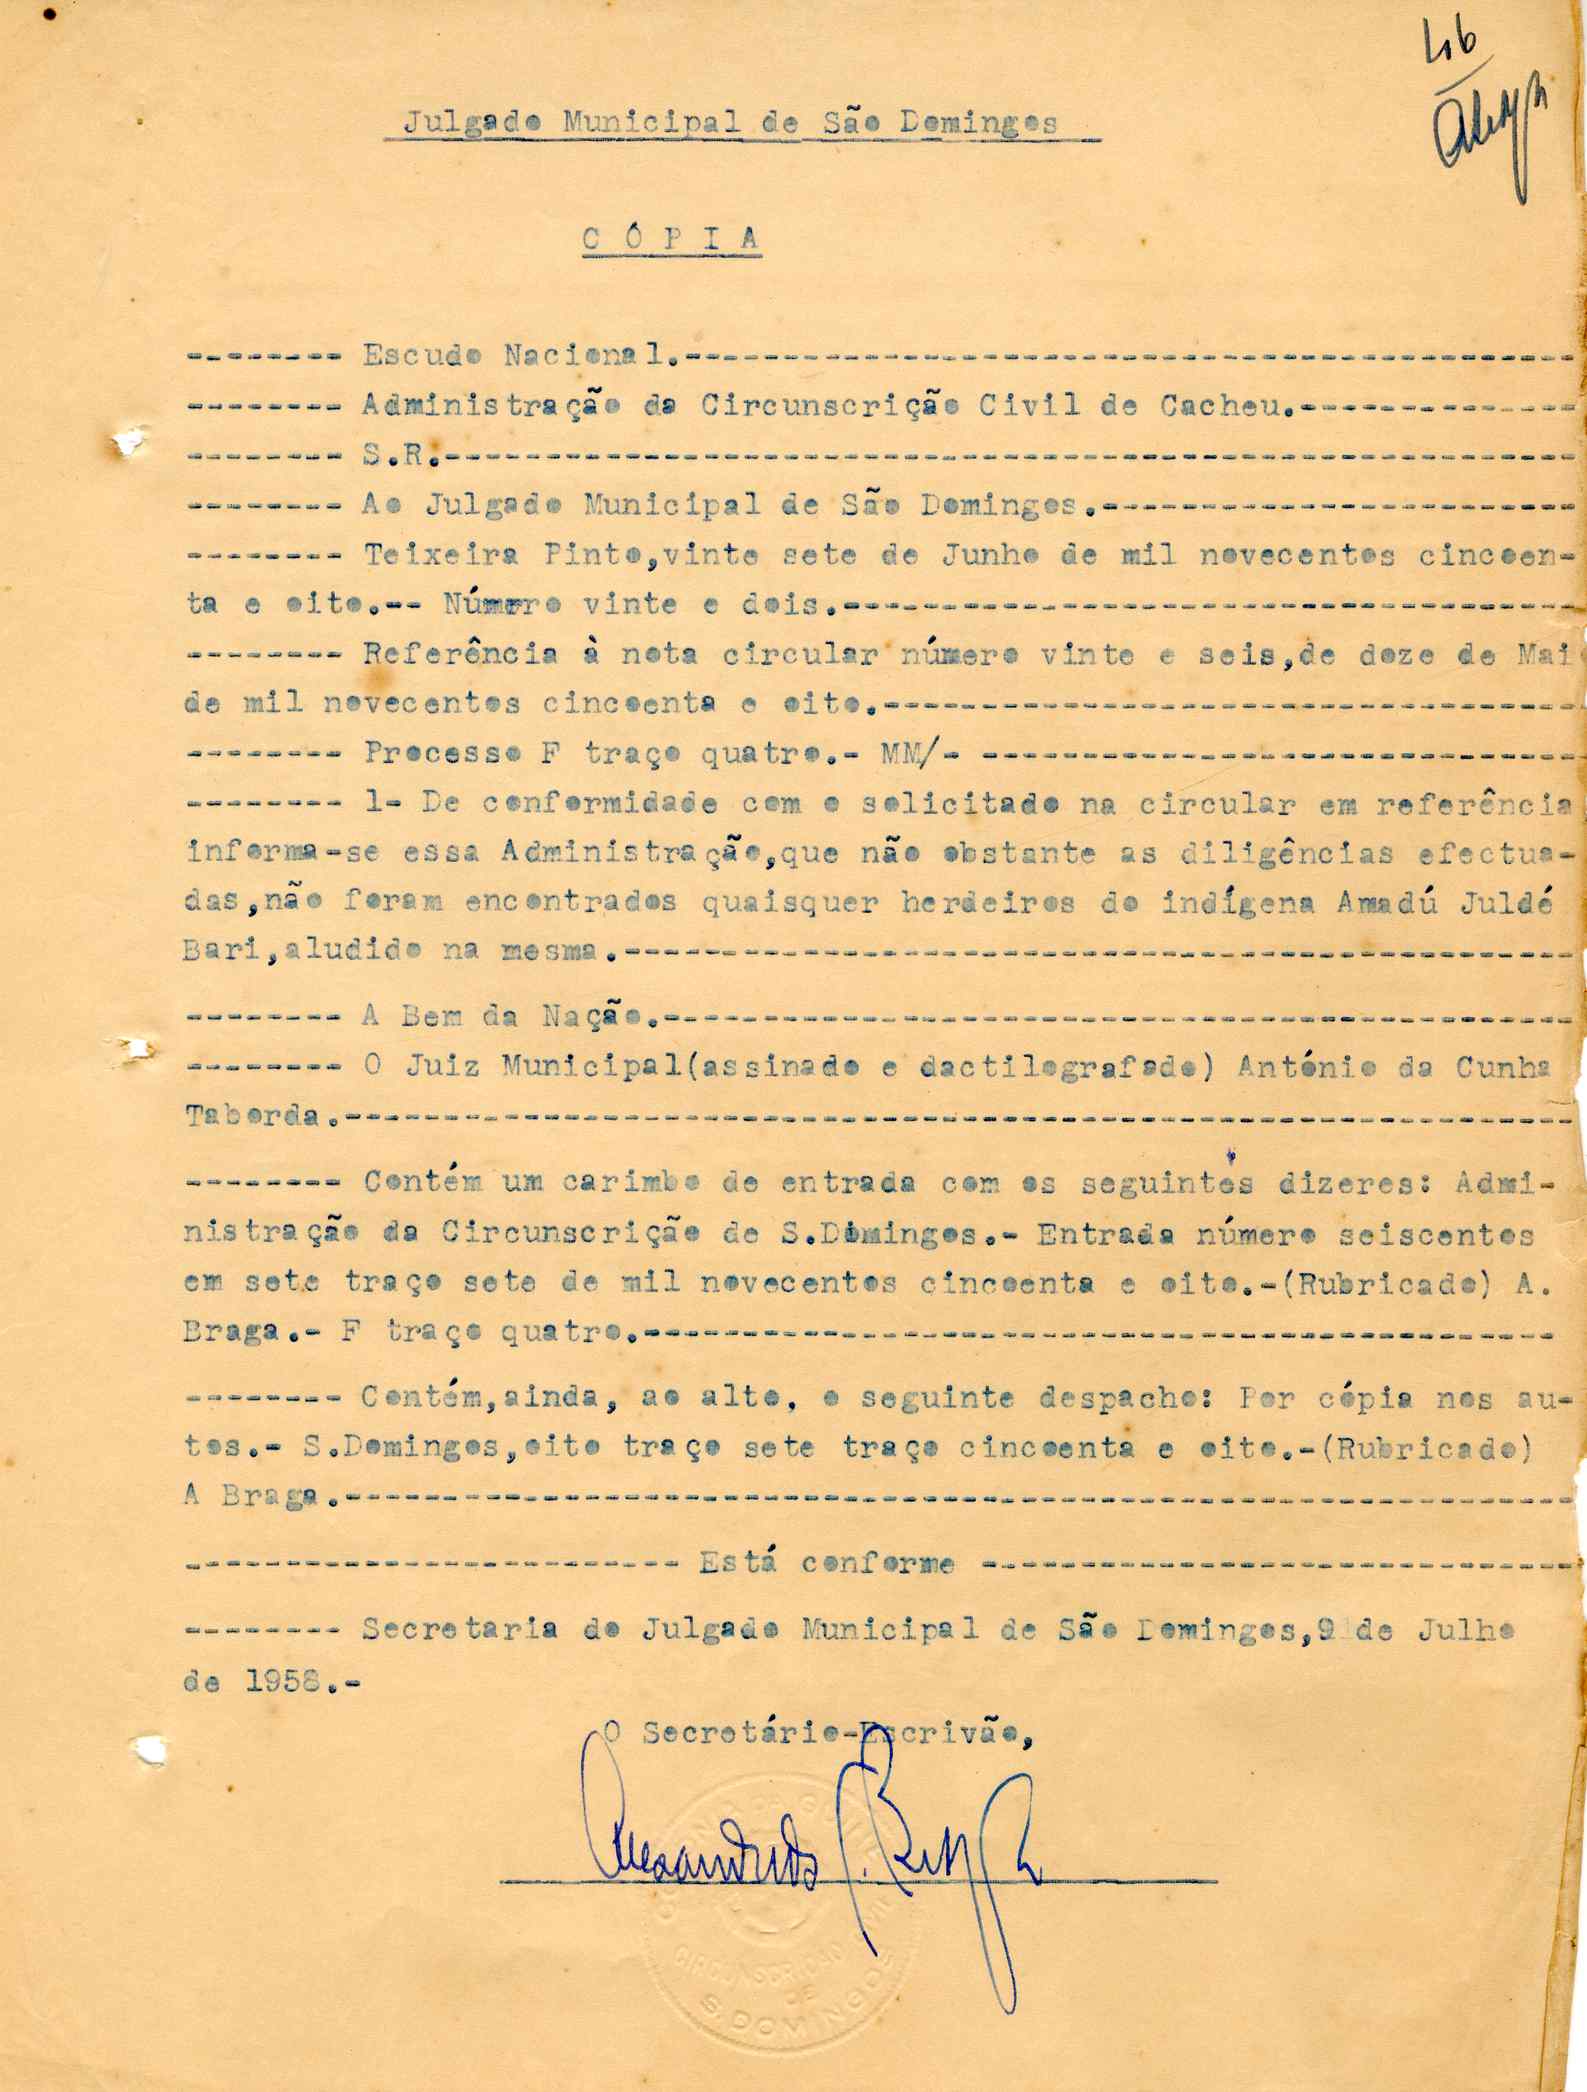 46
Julgado Municipal de São Domingos
C Ó P I A
-------- Escudo Nacional.---------------------------------------------
-------- Administração da Circunscrição Civil de Cacheu.--------------
-------- S.R.---------------------------------------------------------
-------- Ao Julgado Municipal de São Domingos.------------------------
-------- Teixeira Pinto,vinte sete de Junho de mil novecentos cincoen-
ta e oito.-- Número vinte e dois.-------------------------------------
-------- Referência à nota circular número vinte e seis,de doze de Mai
de mil novecentos cincoenta e oito.-----------------------------------
-------- Processo F traço quatro.- MM/- ------------------------------
-------- 1- De conformidade com o solicitado na circular em referência
informa-se essa Administração,que não obstante as diligências efectua-
das,não foram encontrados quaisquer herdeiros do indígena Amadú Juldé
Bari,aludido na mesma.------------------------------------------------
-------- A Bem da Nação.----------------------------------------------
-------- O Juiz Municipal(assinado e dactilografado) António da Cunha
Taborda.--------------------------------------------------------------
-------- Contém um carimbo de entrada com os seguintes dizeres: Admi-
nistração da Circunscrição de S.Domingos.- Entrada número seiscentos
em sete traço sete de mil novecentos cincoenta e oito.-(Rubricado) A.
Braga.- F traço quatro.----------------------------------------------
-------- Contém,ainda, ao alto, o seguinte despacho: Por cópia nos au-
tos.- S.Domingos,oito traço sete traço cincoenta e oito.-(Rubricado)
A Braga.--------------------------------------------------------------
------------------------- Está conforme ------------------------------
-------- Secretaria do Julgado Municipal de São Domingos,9 de Julho
de 1958.-
O Secretário-Escrivão,
CIRCUNSCRIÇÃO
DE
S. DOMINGOS